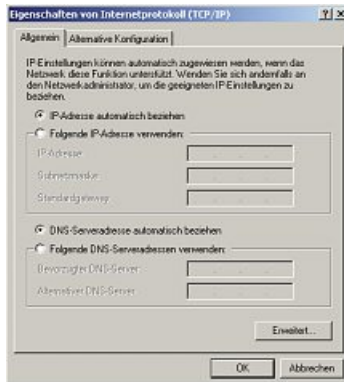 Eigenschaften von Internetprotokoll (TCP/IP)
Allgemein
Alternative Konfiguration
IP-Einstellungen können automatisch zugewiesen werden, wenn das
Netzwerk diese Funktion unterstützt. Wenden Sie sich andernfalls an
den Netzwerkadministrator, um die geeigneten IP-Einstellungen zu
beziehen.
IP-Adresse automatisch beziehen
Folgende IP-Adresse verwenden:
IP-Adresse:
Subnetzmaske:
Standardgateway:
DNS-Serveradresse automatisch beziehen
Folgende DNS-Serveradressen verwenden:
Bevorzugter DNS-Server:
Alternativer DNS-Server:
Erweitert...
OK
Abbrechen